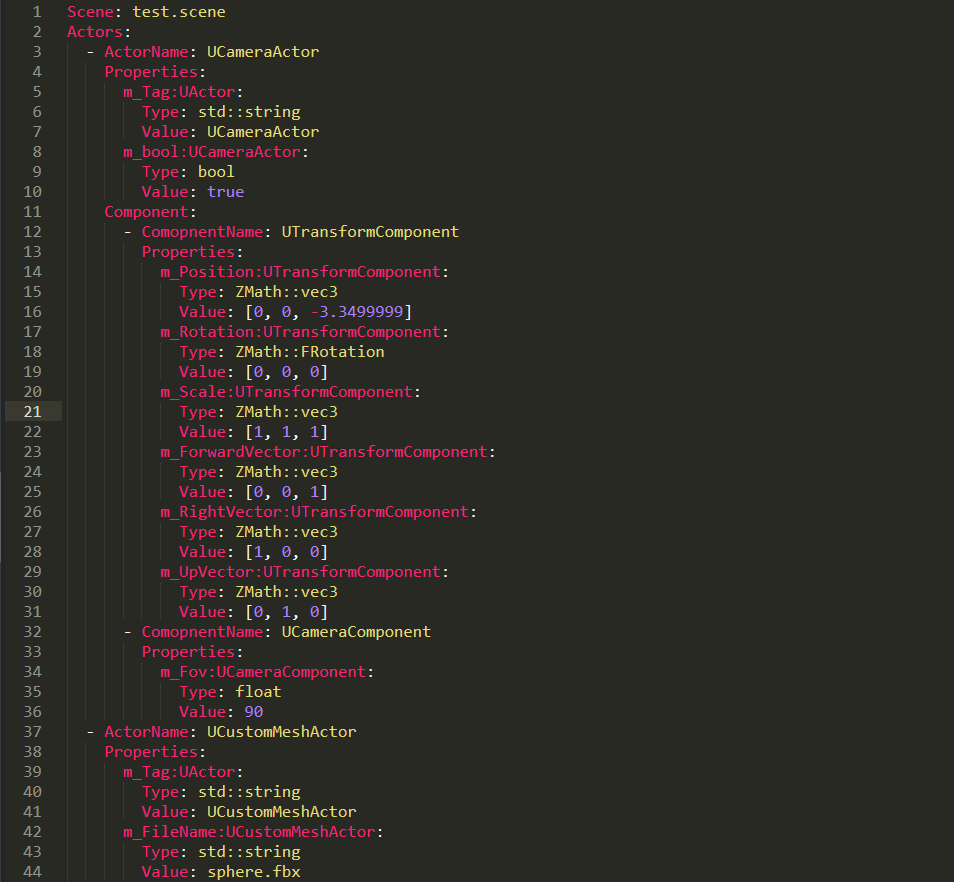 1 Scene: test.scene
2 Actors:
3 - ActorName: UCameraActor
4 Properties:
5 m_Tag:UActor:
6 Type: std::string
7 Value: UCameraActor
8 m_bool:UCameraActor:
9 Type: bool
10 Value: true
11 Component:
12 - ComopnentName: UTransformComponent
13 Properties:
14 m_Position:UTransformComponent:
15 Type: ZMath::vec3
16 Value: [0, 0, -3.3499999]
17 m_Rotation:UTransformComponent:
18 Type: ZMath::FRotation
19 Value: [0, 0, 0]
20 m_Scale:UTransformComponent:
21 Type: ZMath::vec3
22 Value: [1, 1, 1]
23 m_ForwardVector:UTransformComponent:
24 Type: ZMath::vec3
25 Value: [0, 0, 1]
26 m_RightVector:UTransformComponent:
27 Type: ZMath::vec3
28 Value: [1, 0, 0]
29 m_UpVector:UTransformComponent:
30 Type: ZMath::vec3
31 Value: [0, 1, 0]
32 - ComopnentName: UCameraComponent
33 Properties:
34 m_Fov:UCameraComponent:
35 Type: float
36 Value: 90
37 - ActorName: UCustomMeshActor
38 Properties:
39 m_Tag:UActor:
40 Type: std::string
41 Value: UCustomMeshActor
42 m_FileName:UCustomMeshActor:
43 Type: std::string
44 Value: sphere.fbx